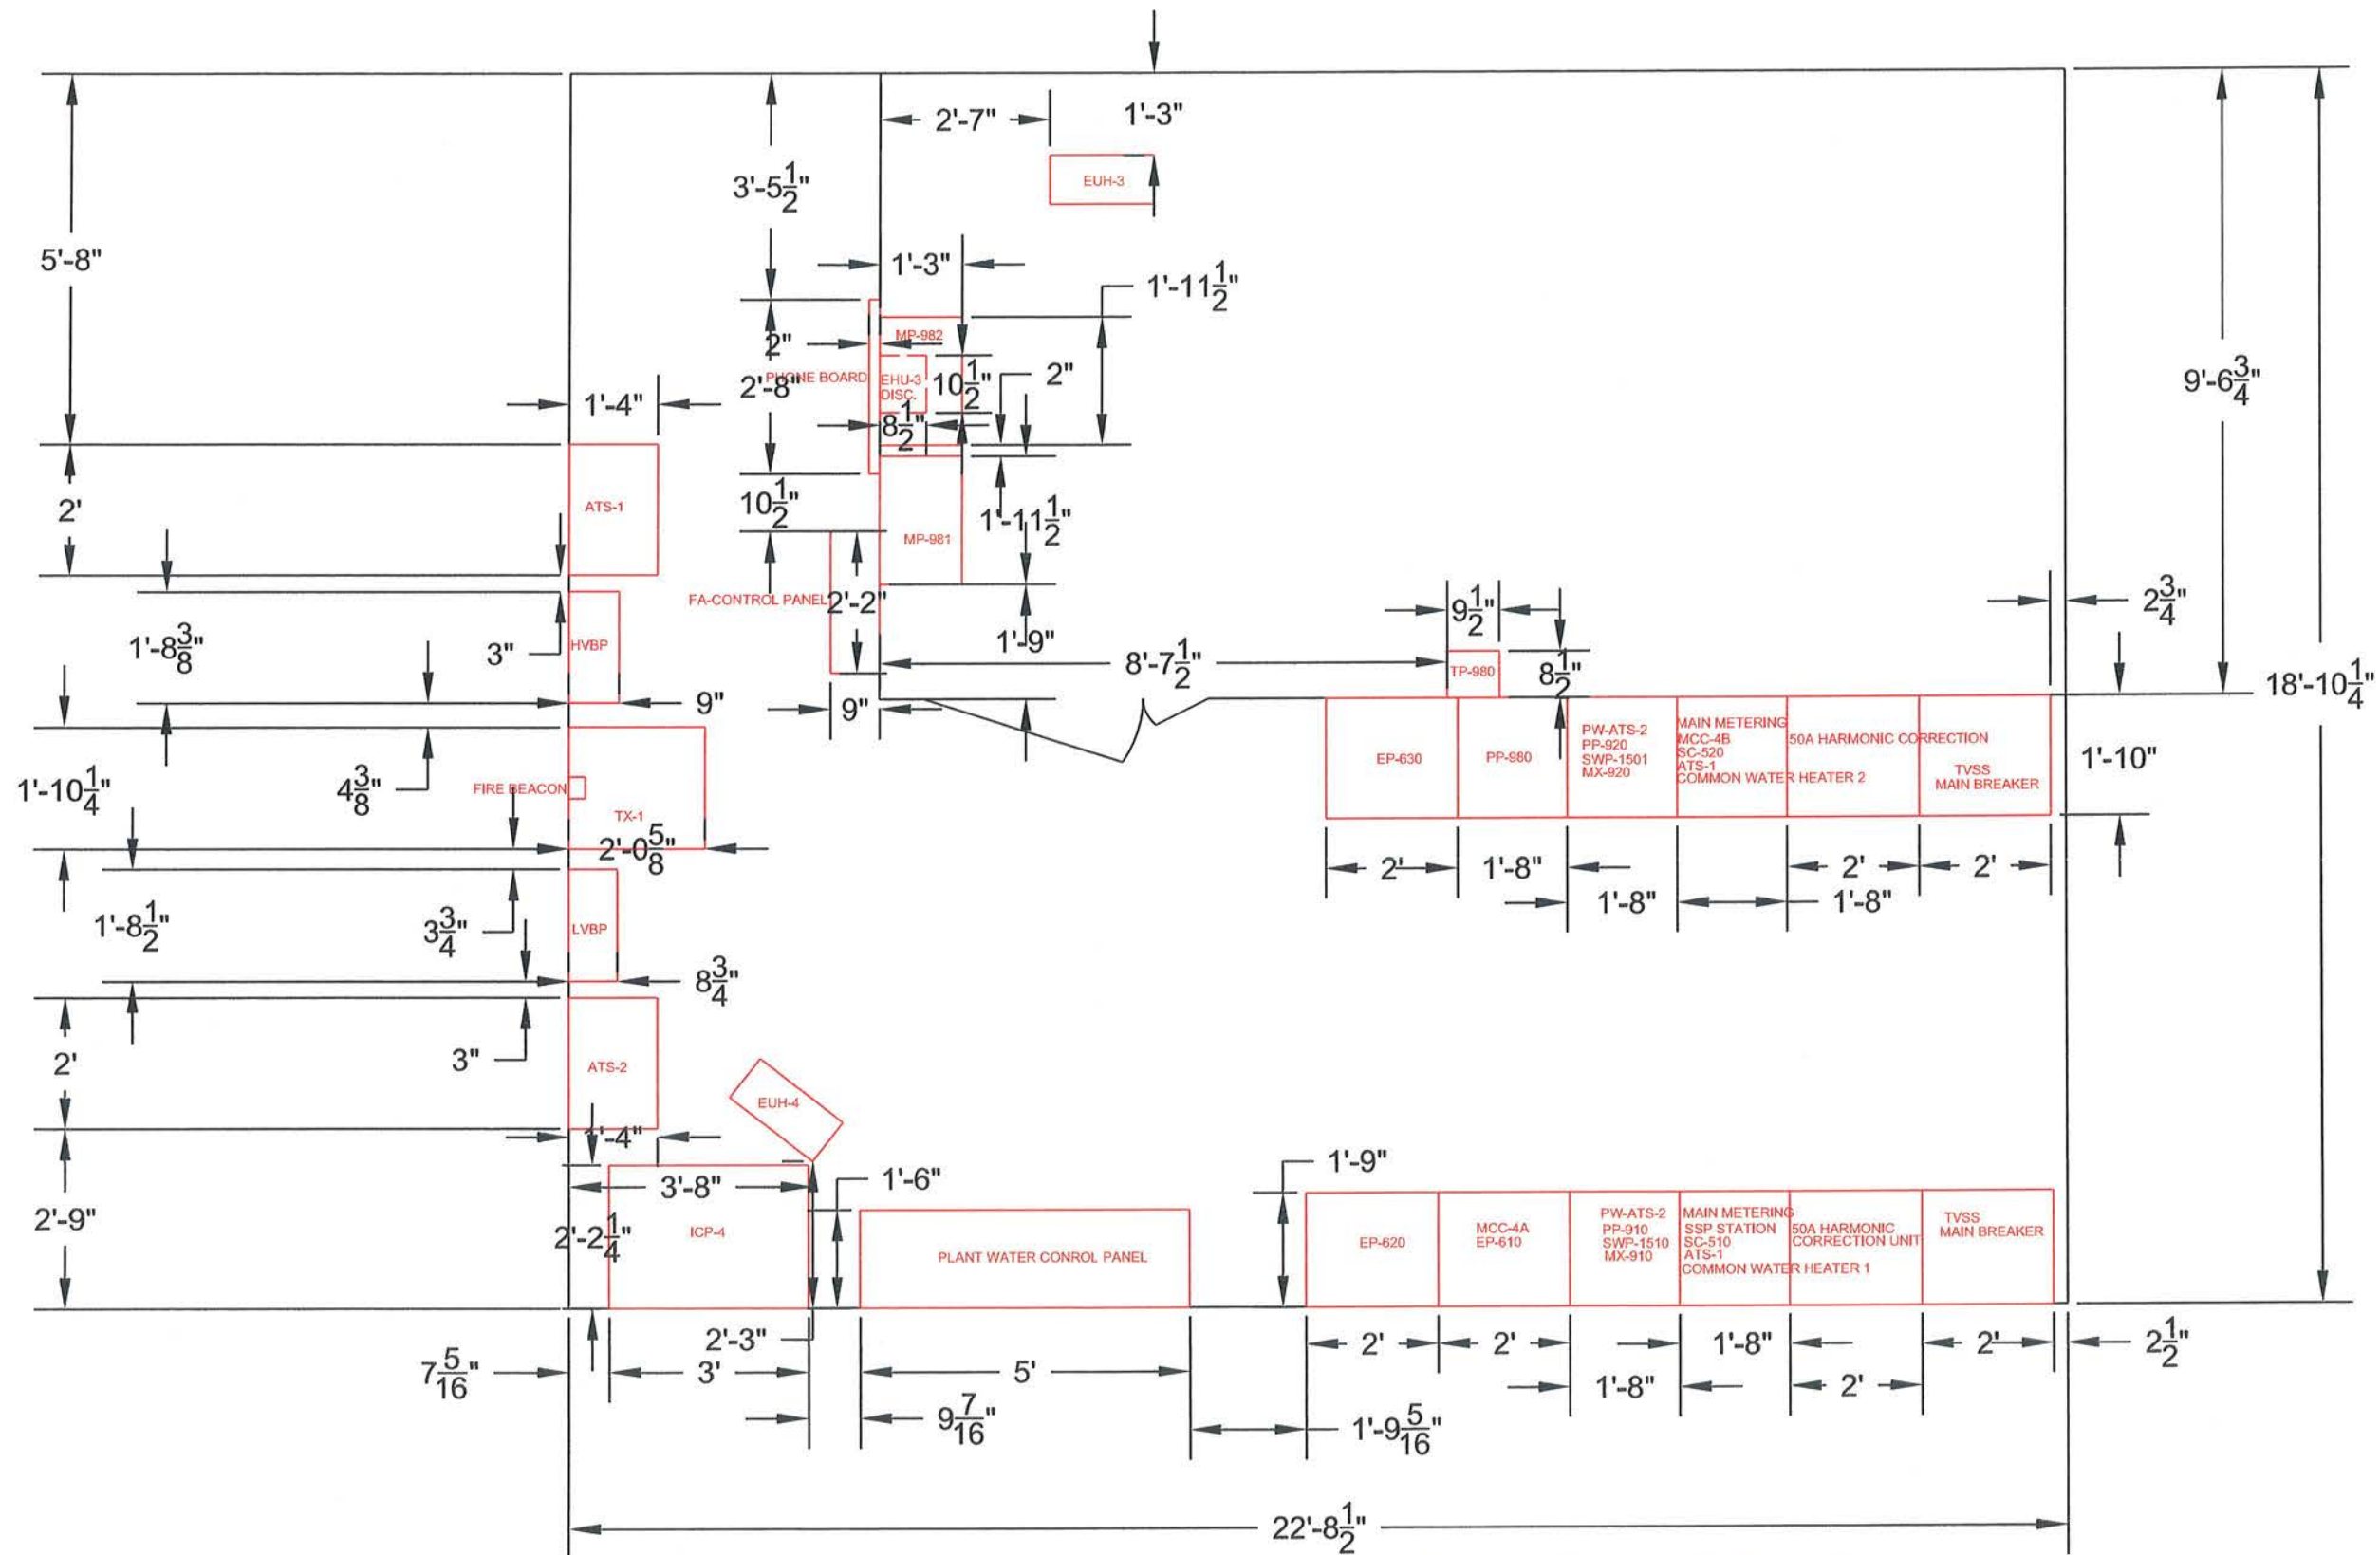 2'-7"
1'-3"
3'-5 1/2"
EUH-3
5'-8"
1'-3"
1'-11 1/2"
MP-982
2"
PHONE BOARD
2'-8"
EHU-3
DISC.
10 1/2"
2"
9'-6 3/4"
1'-4"
8 1/2"
ATS-1
2'
10 1/2"
1'-11 1/2"
MP-981
FA-CONTROL PANEL
2'-2"
9 1/2"
2 3/4"
1'-8 3/8"
3"
HVBP
1'-9"
8'-7 1/2"
TP-980
8 1/2"
18'-10 1/4"
9"
9"
PW-ATS-2
PP-920
SWP-1501
MX-920
MAIN METERING
MCC-4B
SC-520
ATS-1
COMMON WATER HEATER 2
50A HARMONIC CORRECTION
TVSS
MAIN BREAKER
EP-630
PP-980
1'-10"
1'-10 1/4"
4 3/8"
FIRE BEACON
TX-1
2'-0 5/8"
2'
1'-8"
2'
2'
1'-8"
1'-8"
1'-8 1/2"
3 3/4"
LVBP
8 3/4"
2'
3"
ATS-2
EUH-4
1'-4"
3'-8"
1'-6"
1'-9"
2'-9"
2'-2 1/4"
ICP-4
PLANT WATER CONROL PANEL
EP-620
MCC-4A
EP-610
PW-ATS-2
PP-910
SWP-1510
MX-910
MAIN METERING
SSP STATION
SC-510
ATS-1
COMMON WATER HEATER 1
50A HARMONIC
CORRECTION UNIT
TVSS
MAIN BREAKER
2'-3"
2'
2'
1'-8"
2'
2 1/2"
7 5/16"
3'
5'
1'-8"
2'
9 7/16"
1'-9 5/16"
22'-8 1/2"